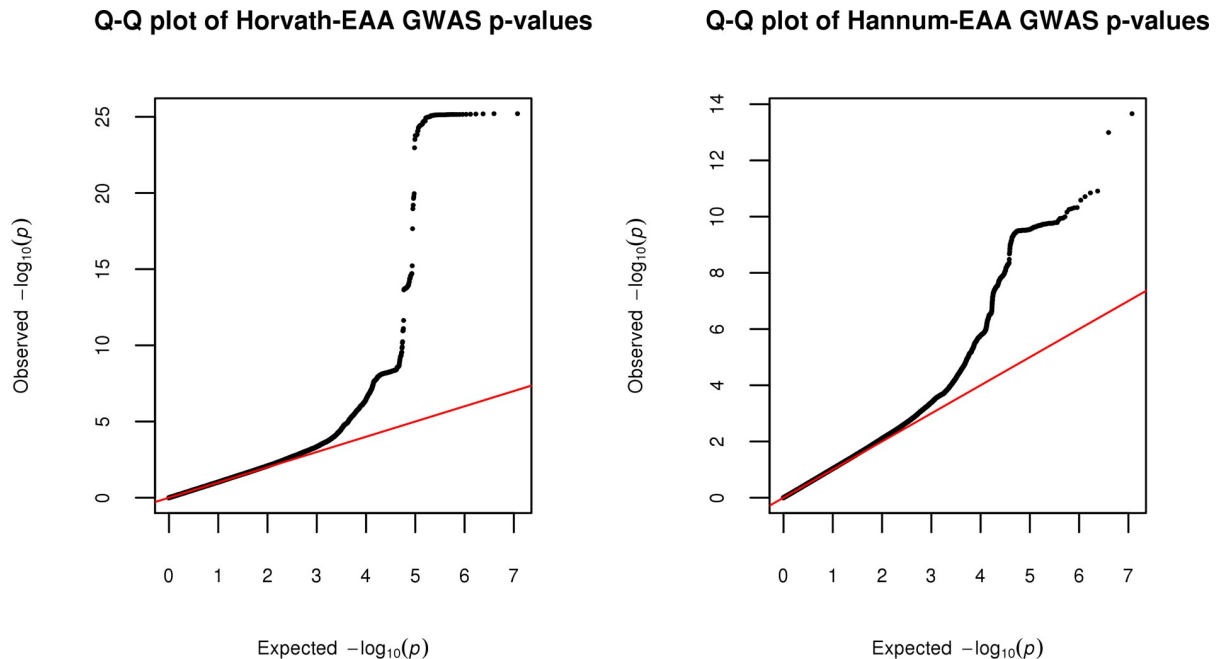 Q-Q plot of Horvath-EAA GWAS p-values
Observed −log₁₀(p)
25
20
15
10
5
0
0 1 2 3 4 5 6 7
Expected −log₁₀(p)
Q-Q plot of Hannum-EAA GWAS p-values
Observed −log₁₀(p)
14
12
10
8
6
4
2
0
0 1 2 3 4 5 6 7
Expected −log₁₀(p)